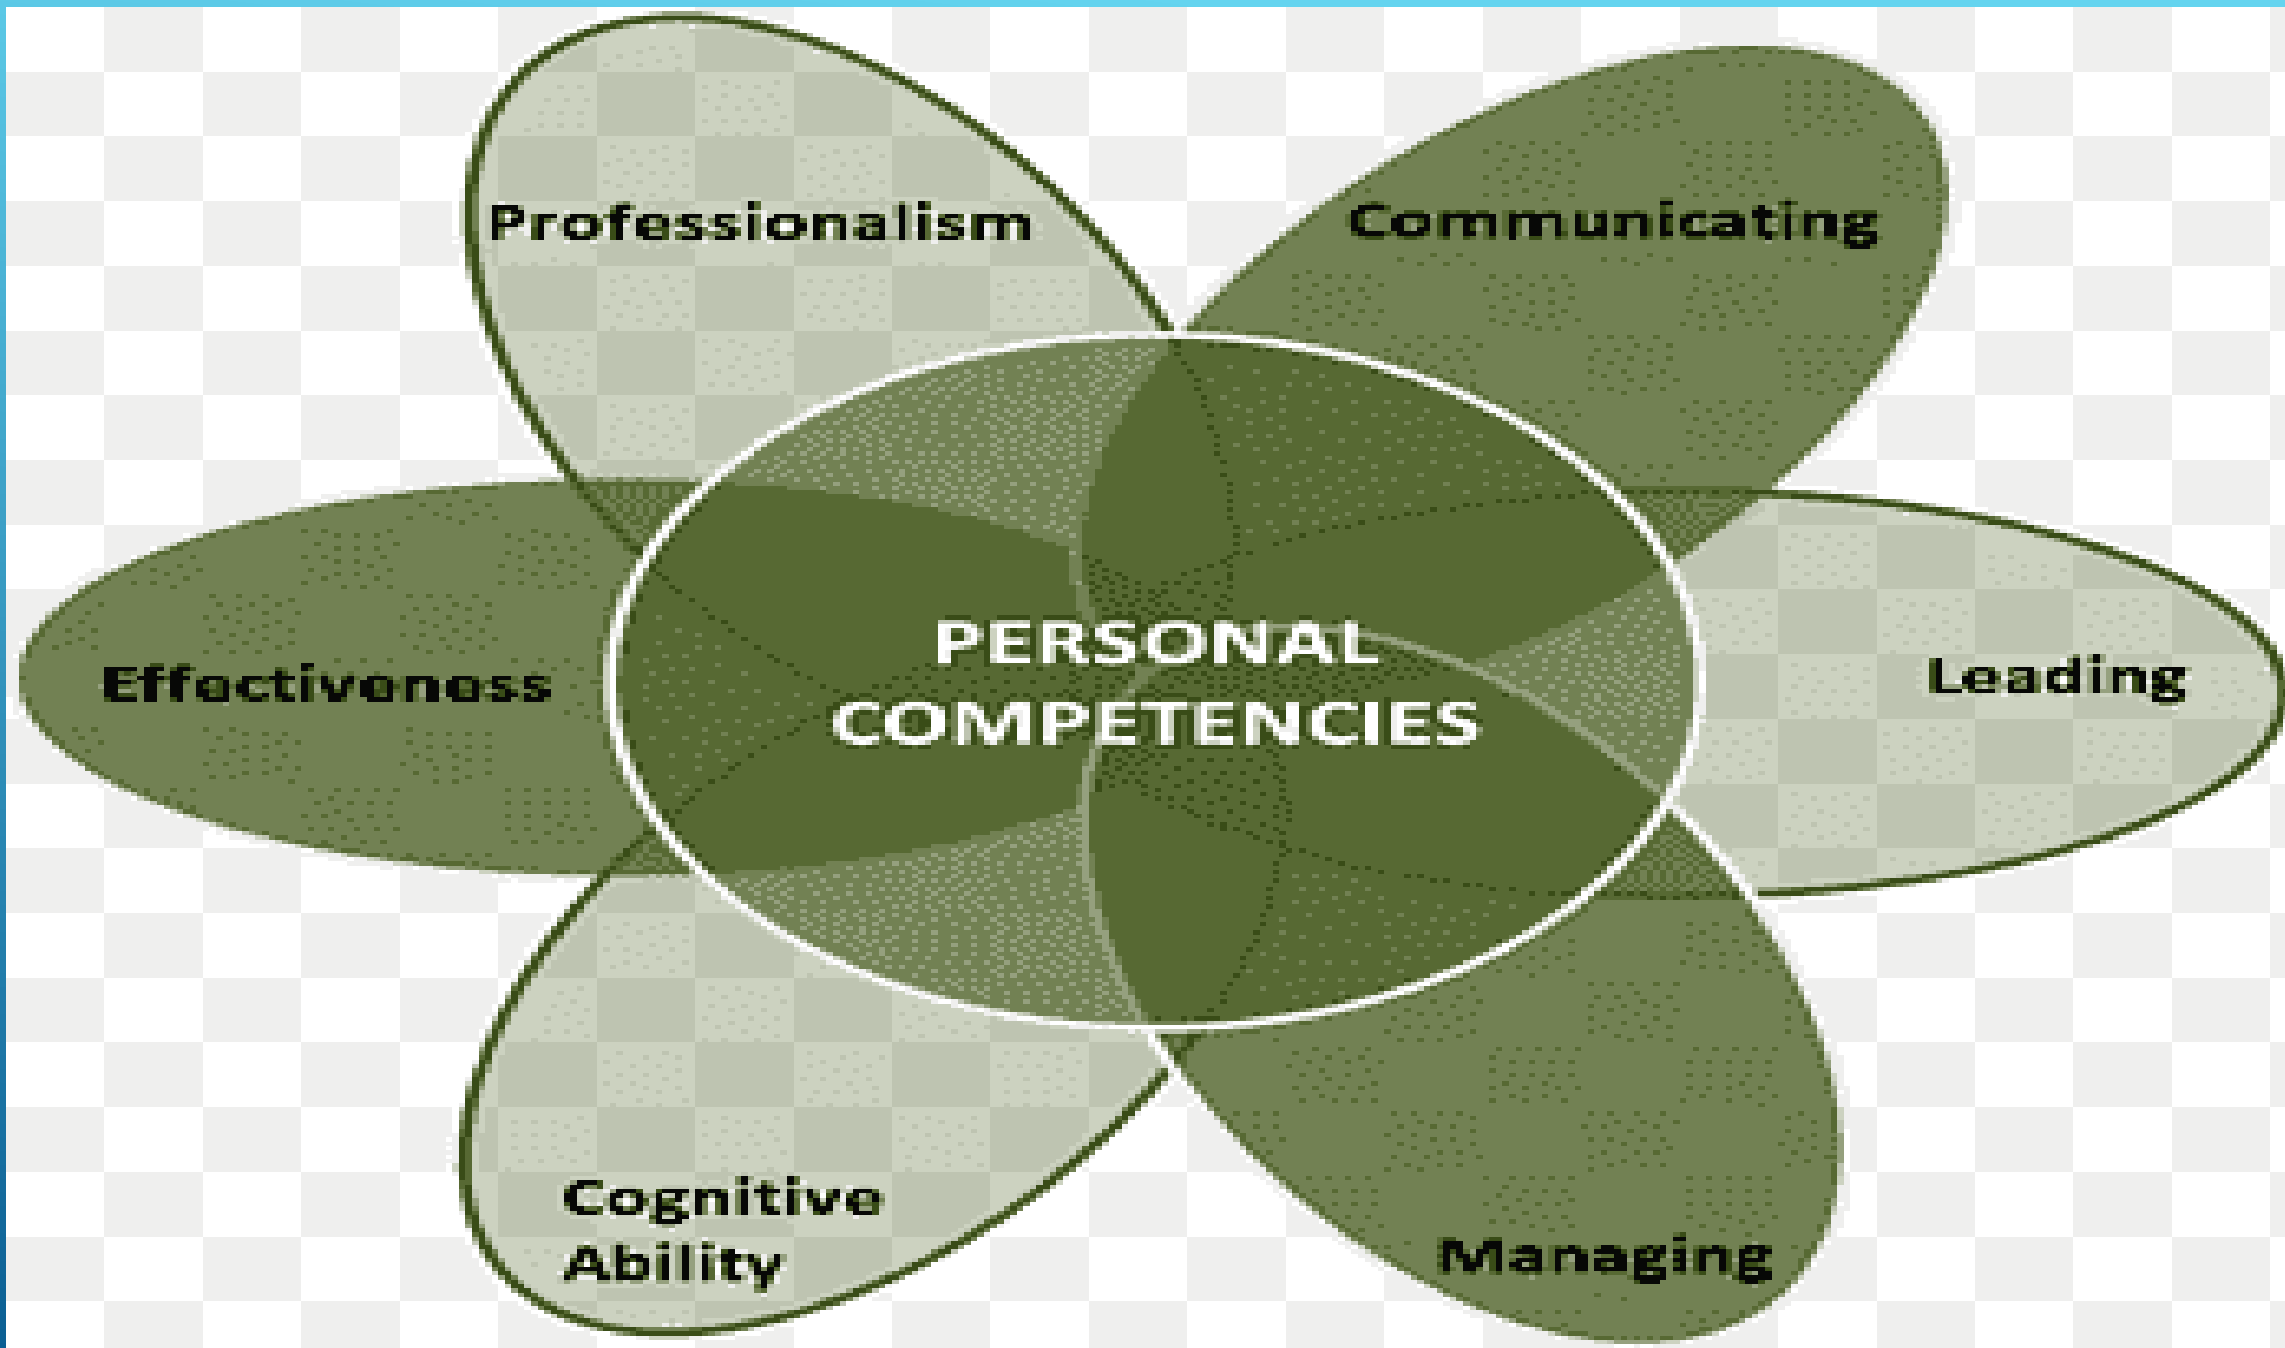 Professionalism
Communicating
Effectiveness
PERSONAL
COMPETENCIES
Leading
Cognitive
Ability
Managing